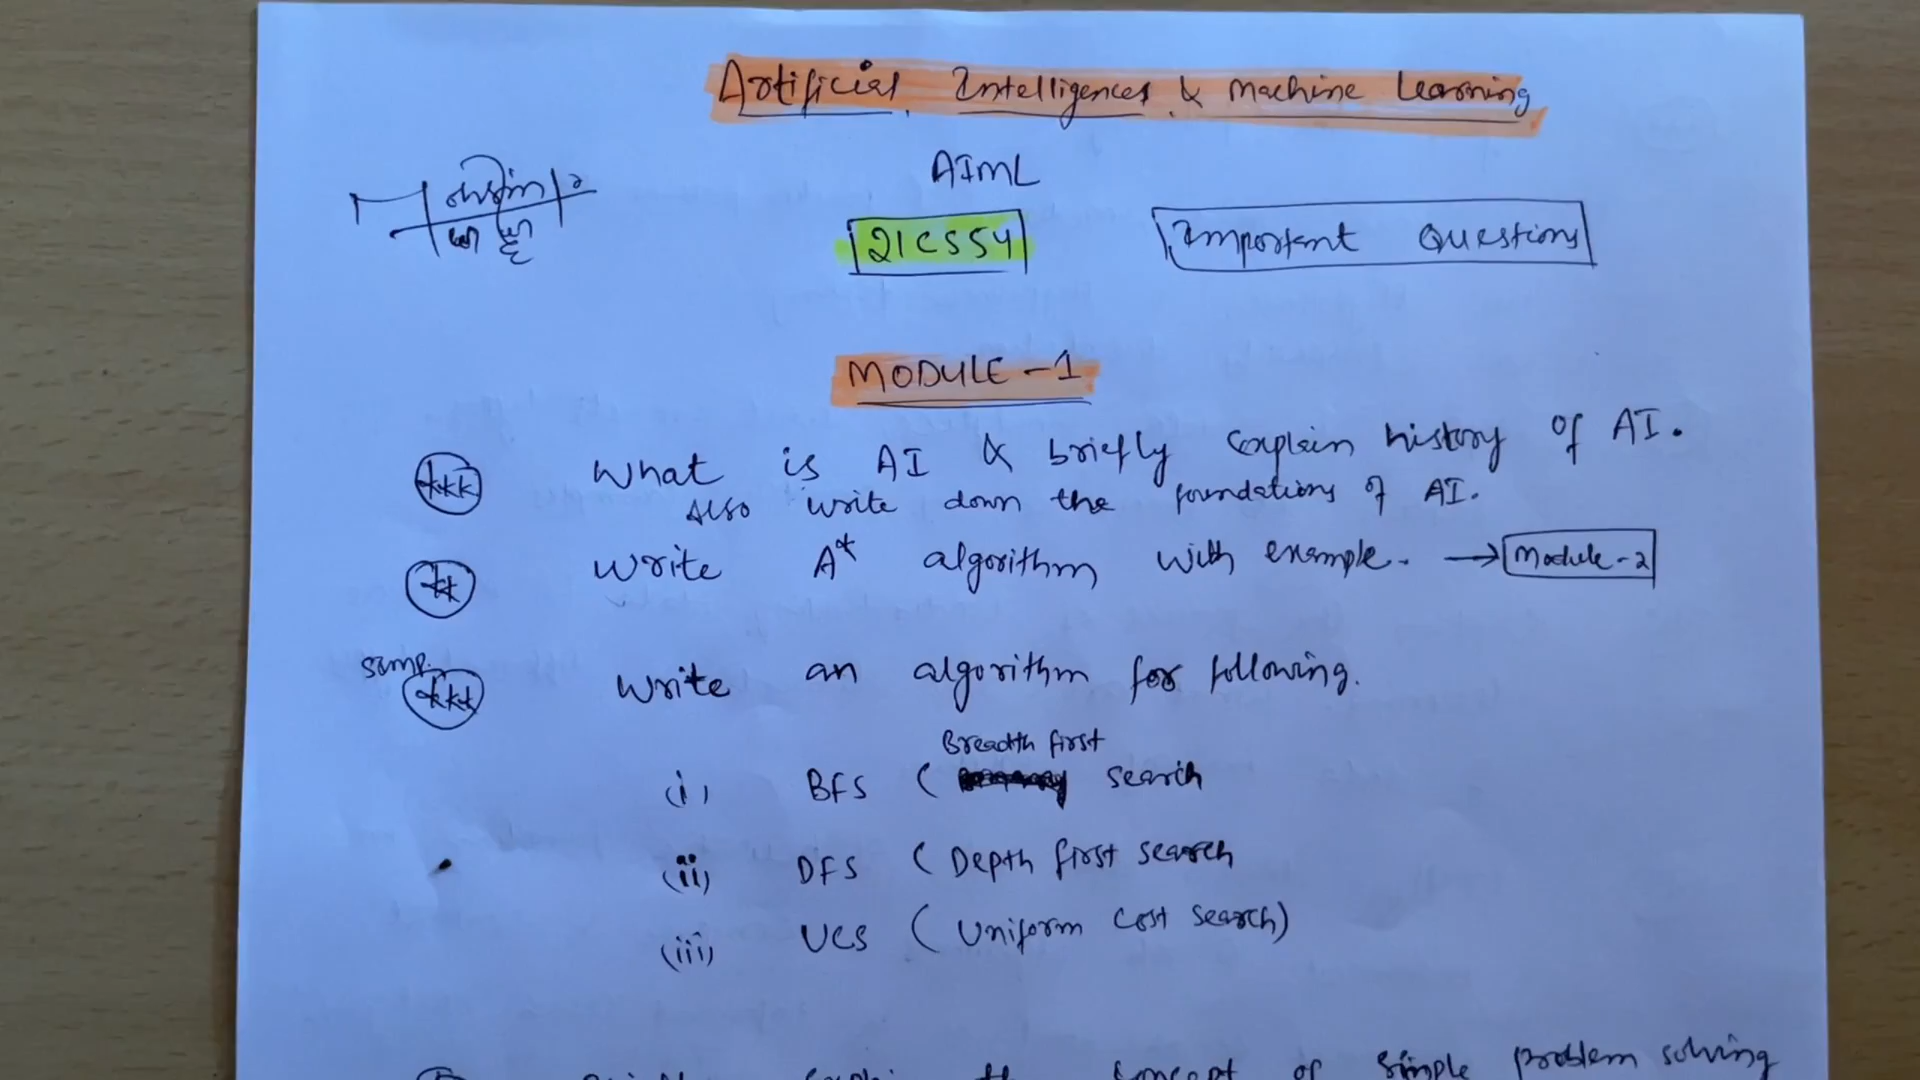 Artificial Intelligences & Machine Learning
AIML
21CS54
Important Questions
MODULE-1
*** What is AI & briefly explain history of AI.
Also write down the foundations of AI.
** Write A* algorithm with example. → Module-2
*** Write an algorithm for following.
Breadth first
(i) BFS ( search
(ii) DFS ( Depth first search
(iii) UCS ( Uniform cost search)
the concept of simple problem solving